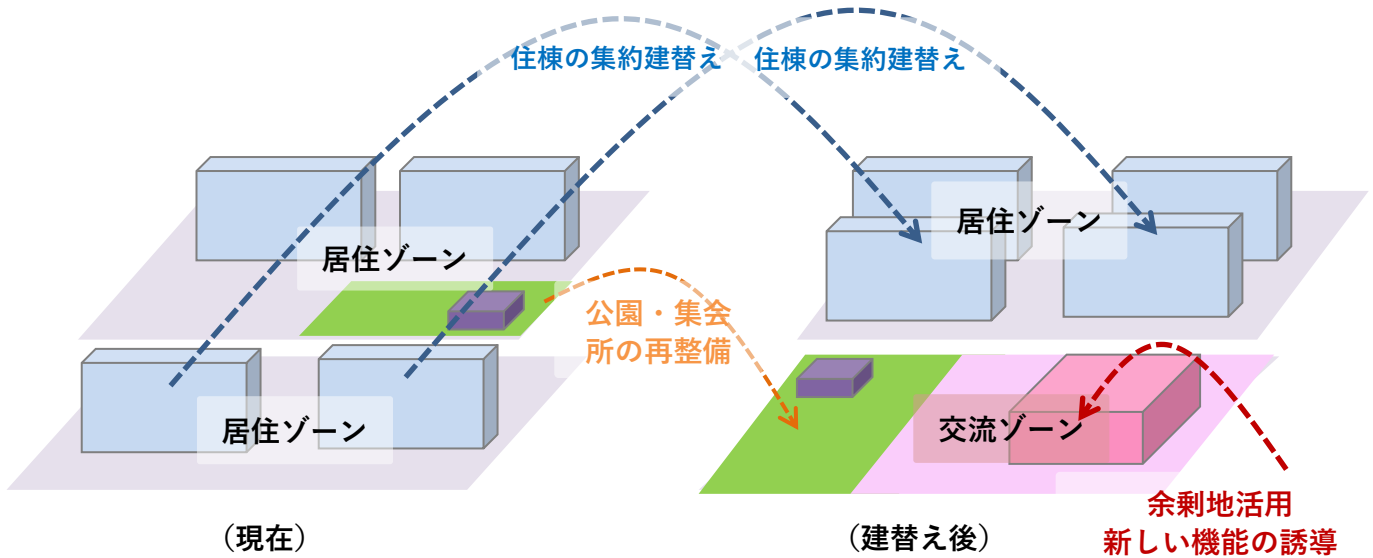 住棟の集約建替え
住棟の集約建替え
居住ゾーン
居住ゾーン
公園・集会
所の再整備
居住ゾーン
交流ゾーン
余剰地活用
新しい機能の誘導
（現在）
（建替え後）